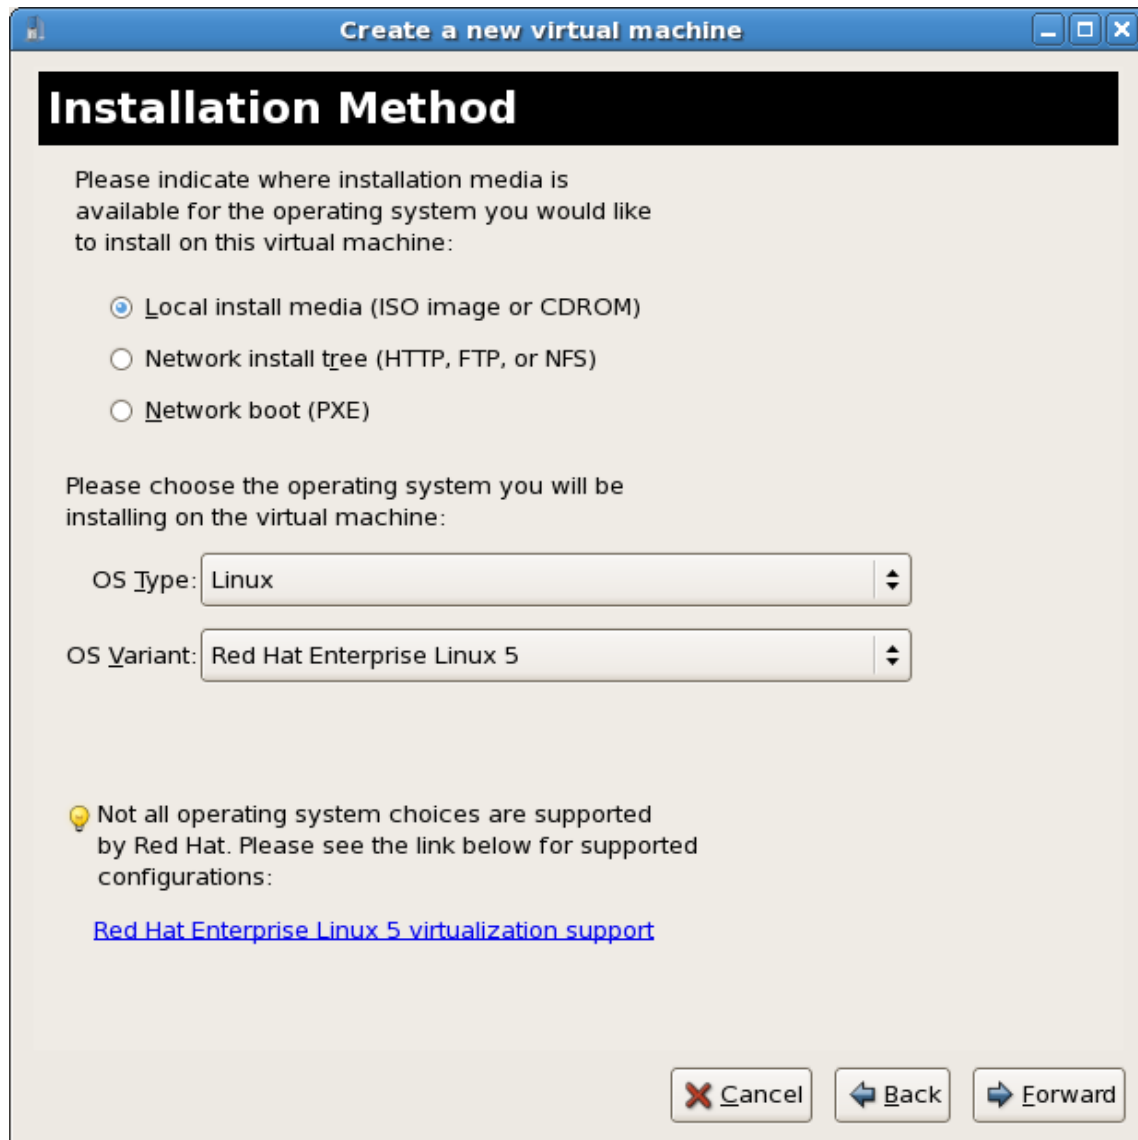 Create a new virtual machine
Installation Method
Please indicate where installation media is
available for the operating system you would like
to install on this virtual machine:
Local install media (ISO image or CDROM)
Network install tree (HTTP, FTP, or NFS)
Network boot (PXE)
Please choose the operating system you will be
installing on the virtual machine:
OS Type: Linux
OS Variant: Red Hat Enterprise Linux 5
Not all operating system choices are supported
by Red Hat. Please see the link below for supported
configurations:
Red Hat Enterprise Linux 5 virtualization support
Cancel Back Forward